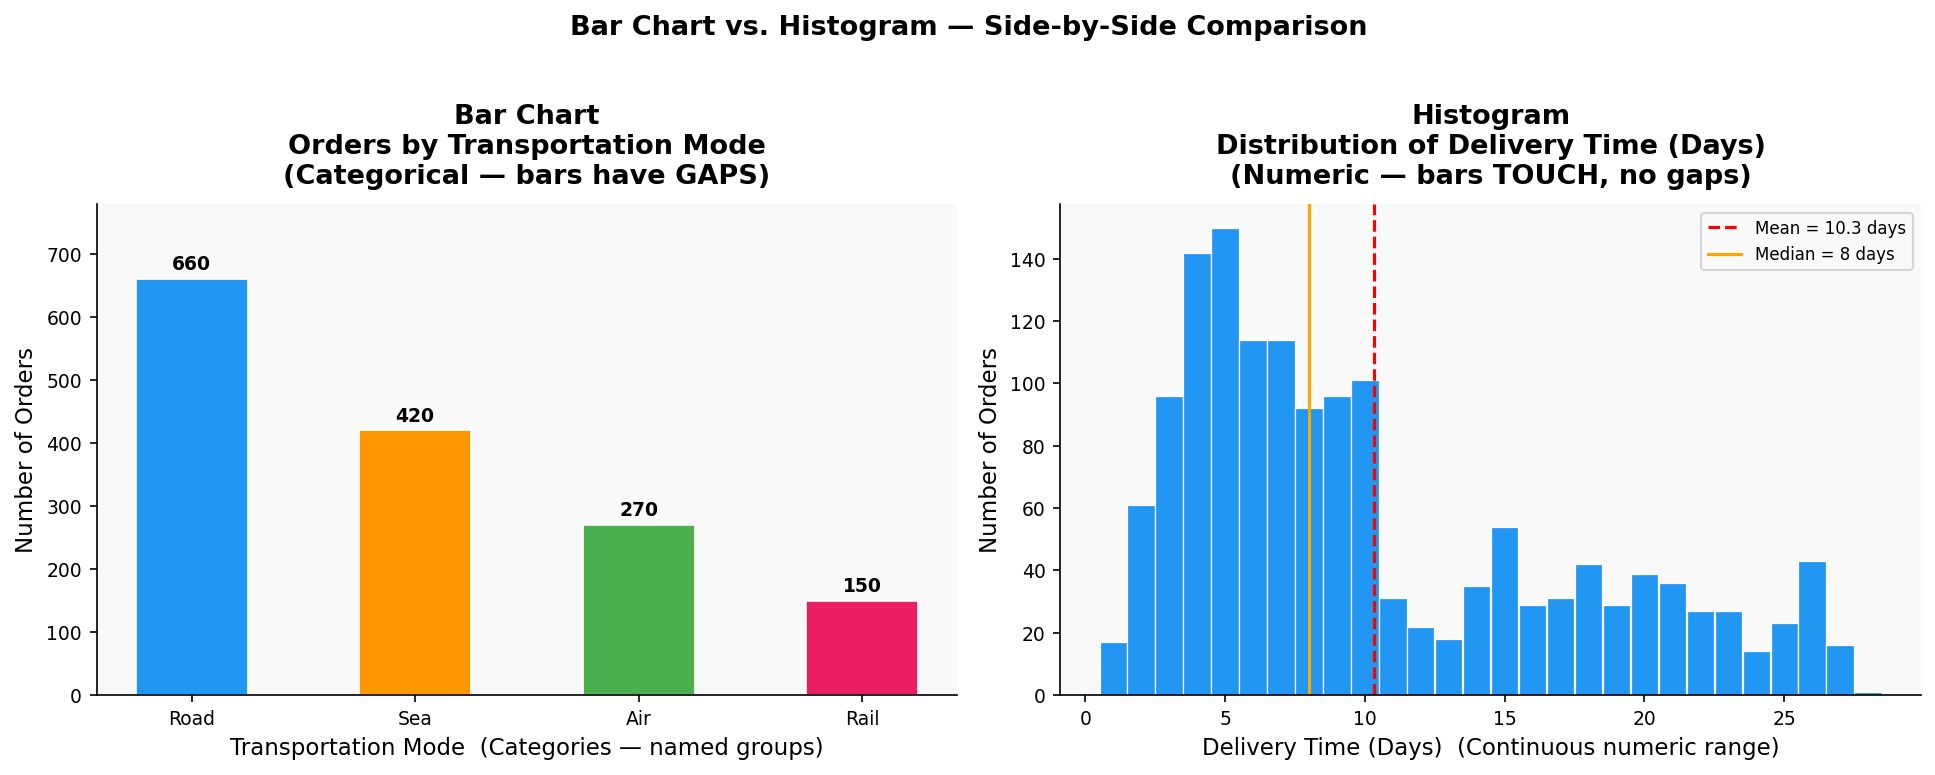 Bar Chart vs. Histogram — Side-by-Side Comparison
Bar Chart
Orders by Transportation Mode
(Categorical — bars have GAPS)
Number of Orders
700
600
500
400
300
200
100
0
660
420
270
150
Road
Sea
Air
Rail
Transportation Mode  (Categories — named groups)
Histogram
Distribution of Delivery Time (Days)
(Numeric — bars TOUCH, no gaps)
Number of Orders
140
120
100
80
60
40
20
0
Mean = 10.3 days
Median = 8 days
0
5
10
15
20
25
Delivery Time (Days)  (Continuous numeric range)